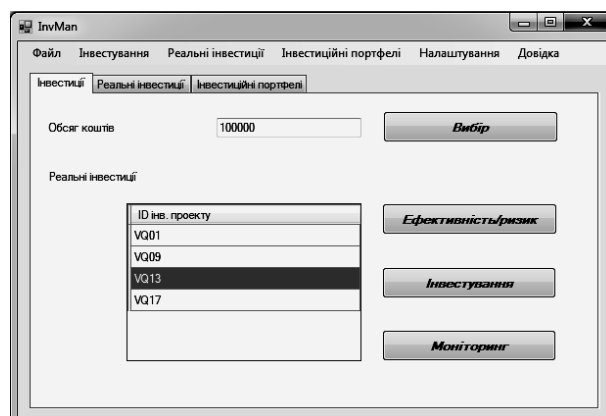 InvMan
Файл Інвестування Реальні інвестиції Інвестиційні портфелі Налаштування Довідка
Інвестиції Реальні інвестиції Інвестиційні портфелі
Обсяг коштів 100000 Вибір
Реальні інвестиції
ID інв. проекту Ефективність/ризик
VQ01
VQ09
VQ13 Інвестування
VQ17
Моніторинг